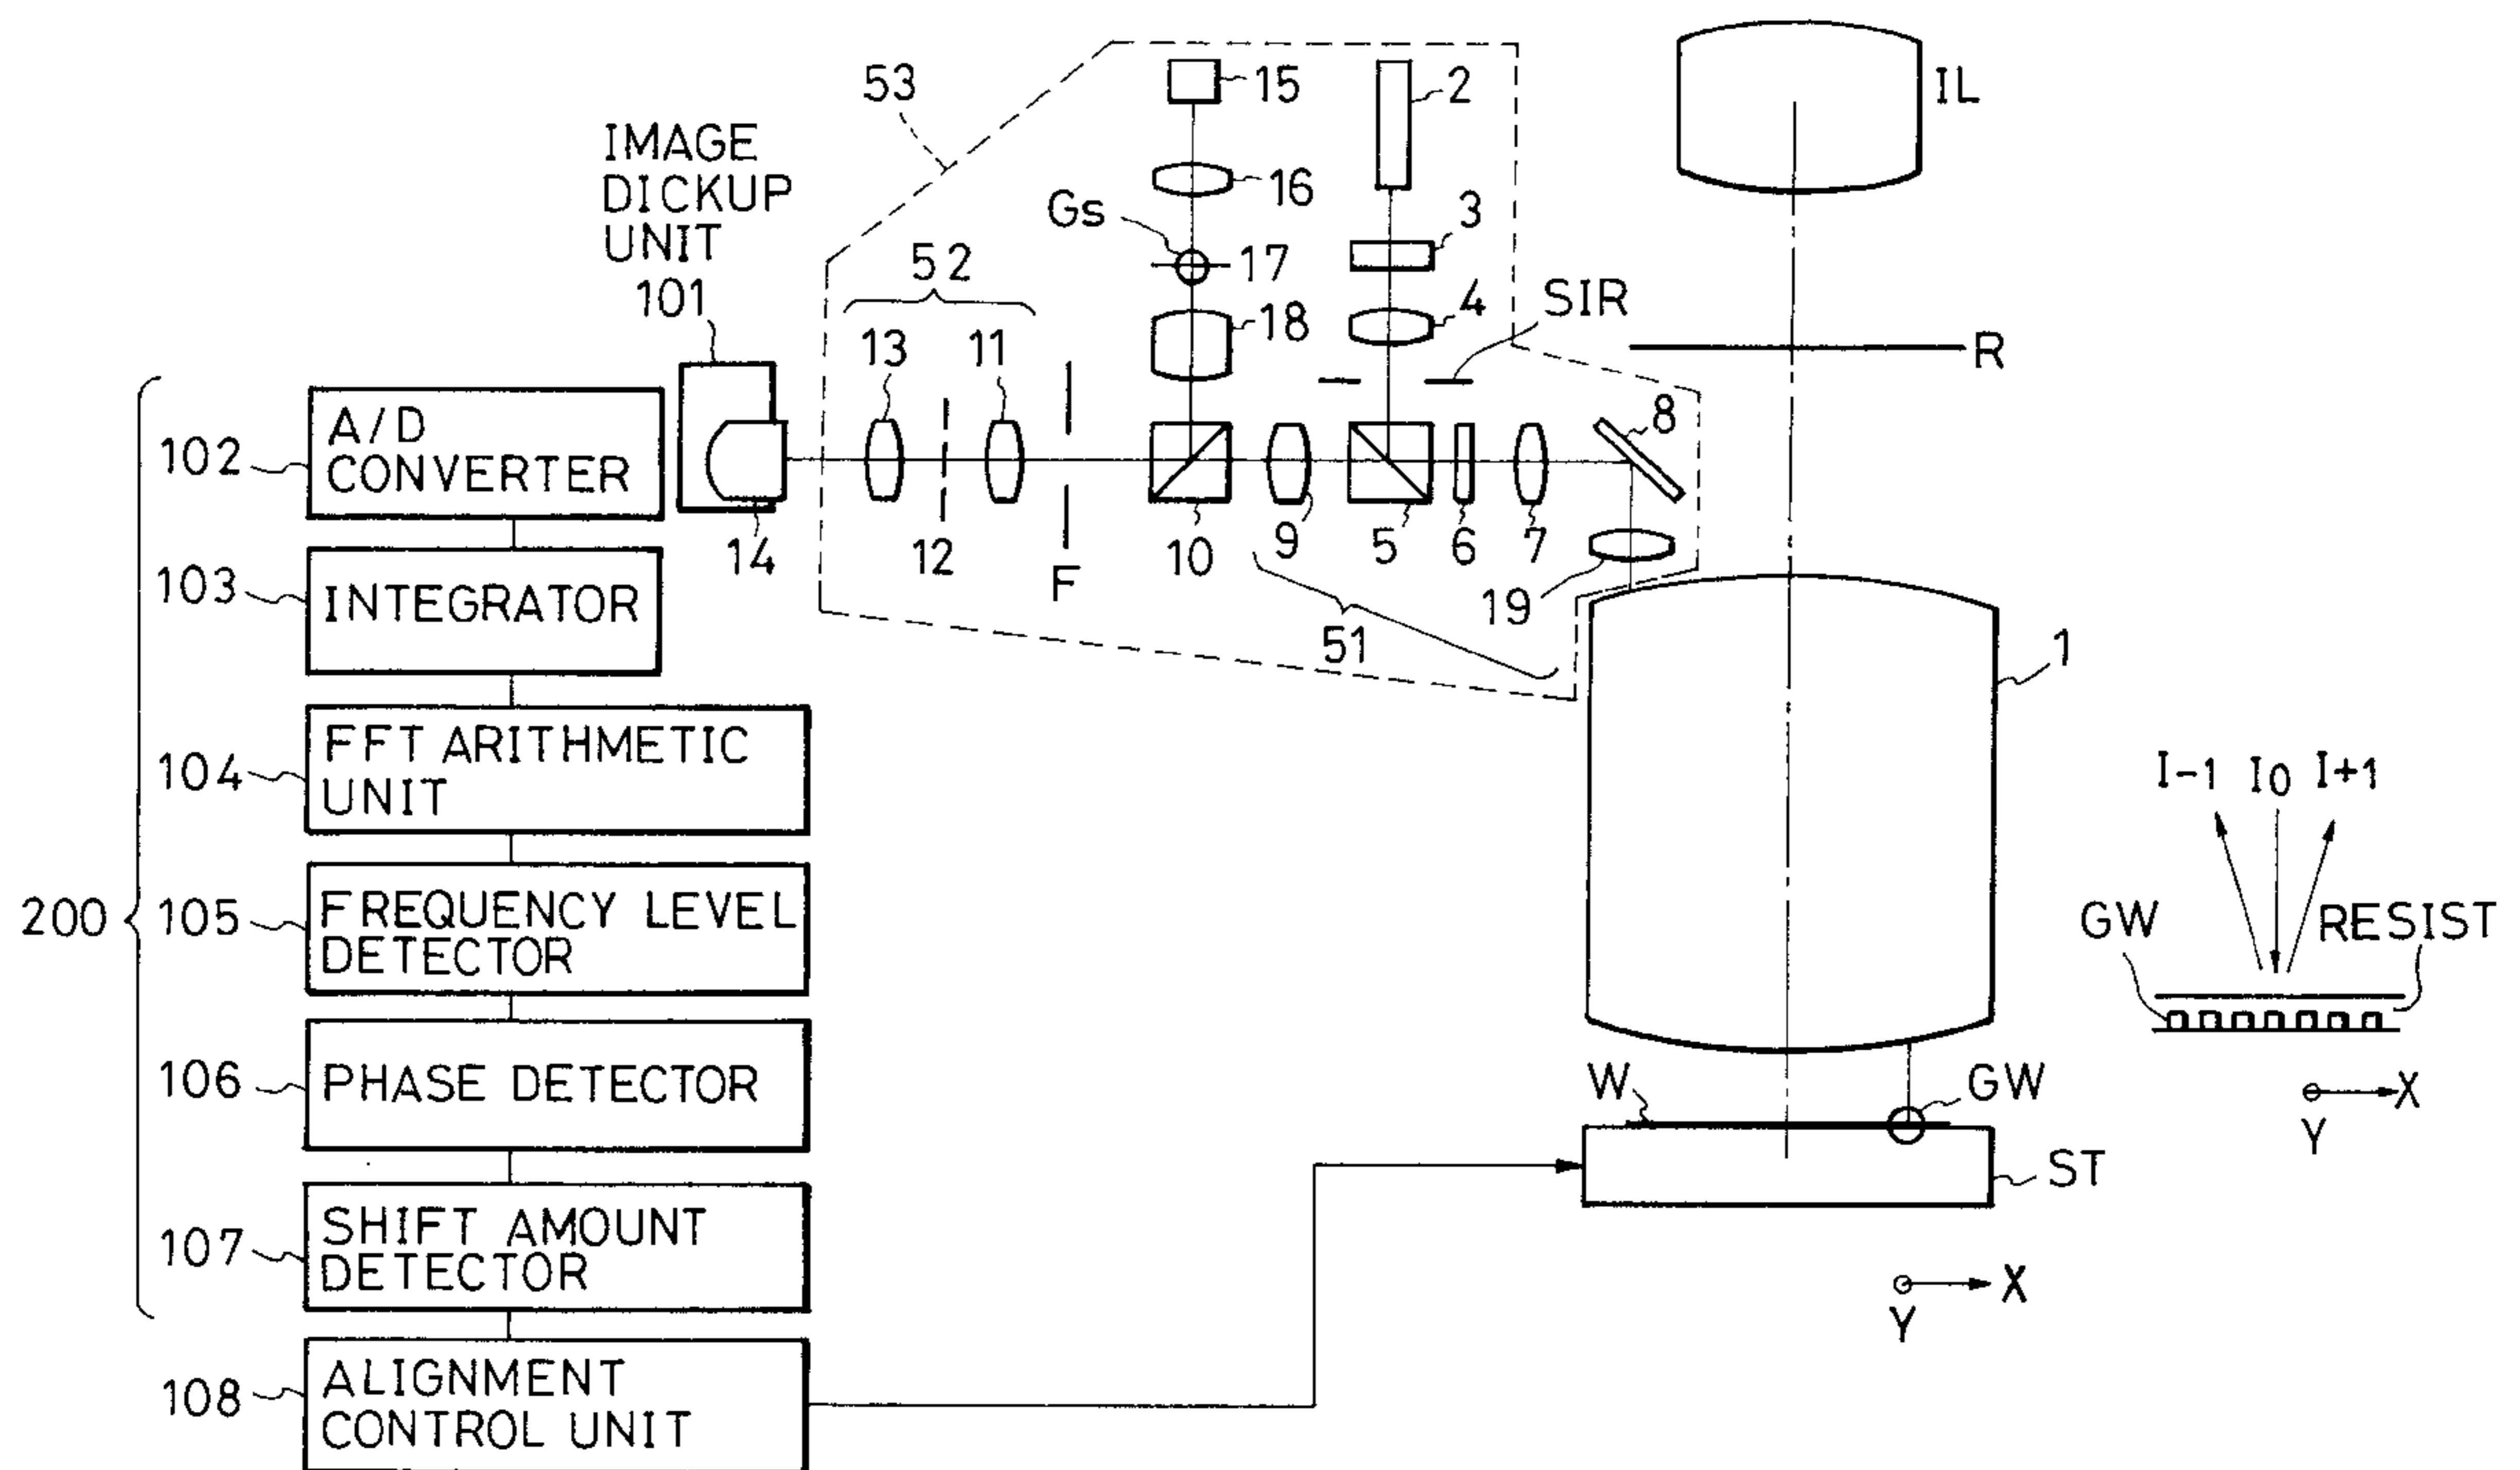 53
15
2
IL
IMAGE
DICKUP
UNIT
101
16
3
Gs
17
52
4
SIR
18
13
11
R
8
102
A/D
CONVERTER
14
12
F
10
9
5
6
7
19
103
INTEGRATOR
51
1
104
FFT ARITHMETIC
UNIT
I-1 I0 I+1
200
105
FREQUENCY LEVEL
DETECTOR
GW
RESIST
106
PHASE DETECTOR
W
GW
X
Y
ST
107
SHIFT AMOUNT
DETECTOR
X
Y
108
ALIGNMENT
CONTROL UNIT